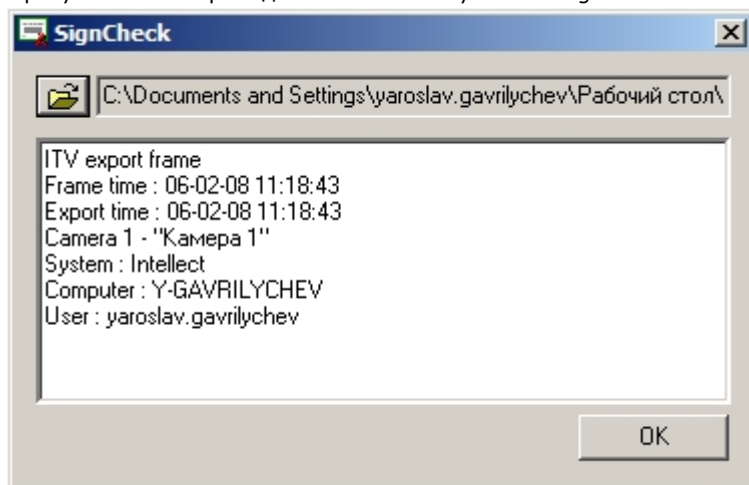 SignCheck
C:\Documents and Settings\yaroslav.gavrilychev\Рабочий стол\
ITV export frame
Frame time : 06-02-08 11:18:43
Export time : 06-02-08 11:18:43
Camera 1 - "Камера 1"
System : Intellect
Computer : Y-GAVRILYCHEV
User : yaroslav.gavrilychev
OK